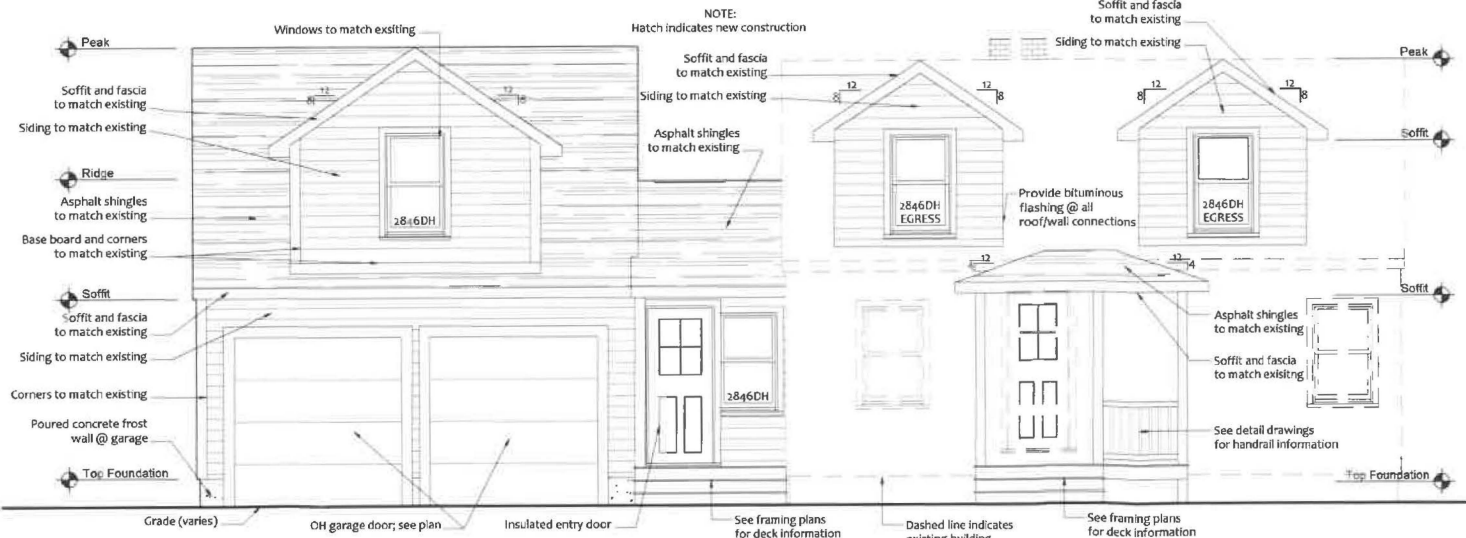 NOTE:
Hatch indicates new construction
Windows to match exsiting
Peak
Soffit and fascia
to match existing
Siding to match existing
Ridge
Asphalt shingles
to match existing
Base board and corners
to match existing
Soffit
Soffit and fascia
to match existing
Siding to match existing
Corners to match existing
Poured concrete frost
wall @ garage
Top Foundation
Grade (varies)
OH garage door; see plan
Insulated entry door
12
8
12
8
2846DH
Soffit and fascia
to match existing
Siding to match existing
Asphalt shingles
to match existing
2846DH
See framing plans
for deck information
12
8
12
8
2846DH
EGRESS
Provide bituminous
flashing @ all
roof/wall connections
Soffit and fascia
to match existing
Siding to match existing
12
8
12
8
2846DH
EGRESS
12
4
12
4
Asphalt shingles
to match existing
Soffit and fascia
to match exisitng
See detail drawings
for handrail information
Dashed line indicates
existing building
See framing plans
for deck information
Peak
Soffit
Soffit
Top Foundation